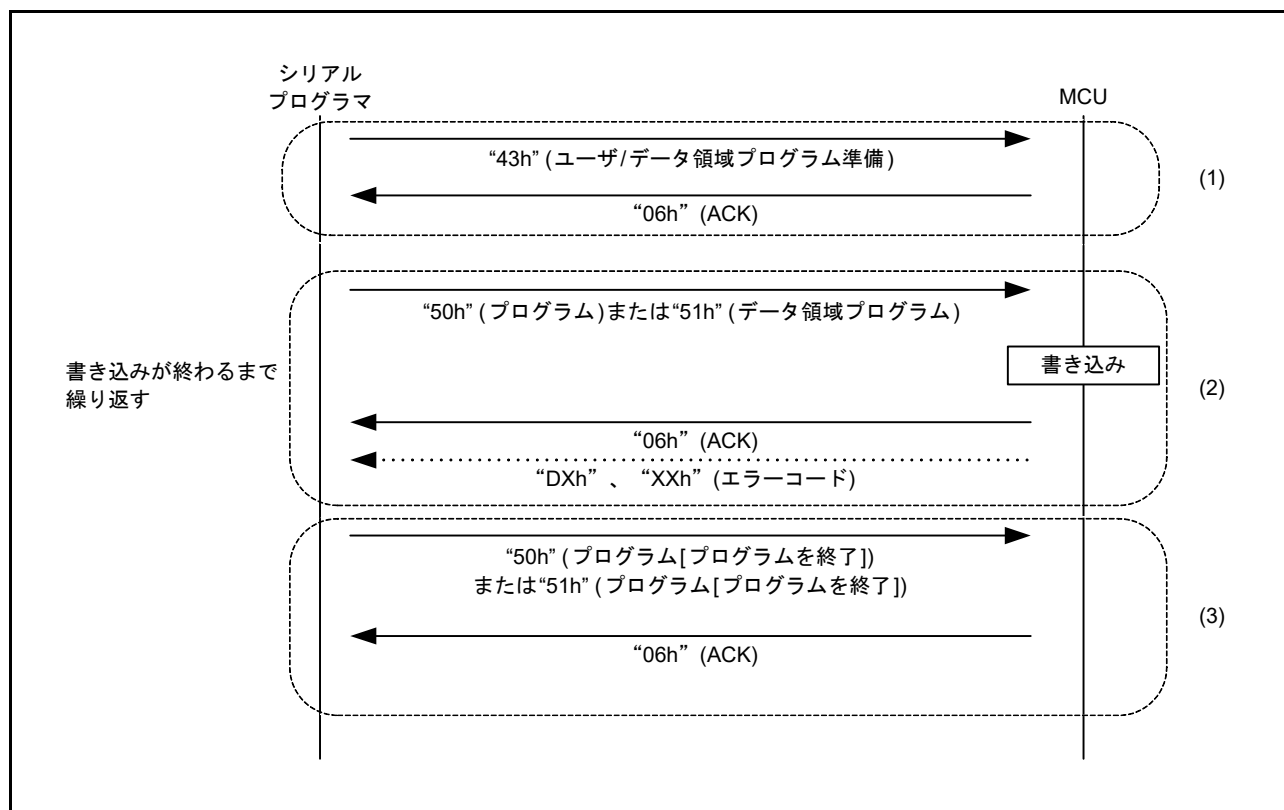 シリアル
プログラマ
MCU
“43h” (ユーザ/データ領域プログラム準備)
(1)
“06h” (ACK)
“50h” (プログラム)または“51h” (データ領域プログラム)
書き込みが終わるまで
繰り返す
書き込み
(2)
“06h” (ACK)
“DXh” 、 “XXh” (エラーコード)
“50h” (プログラム[プログラムを終了])
または“51h” (プログラム[プログラムを終了])
(3)
“06h” (ACK)